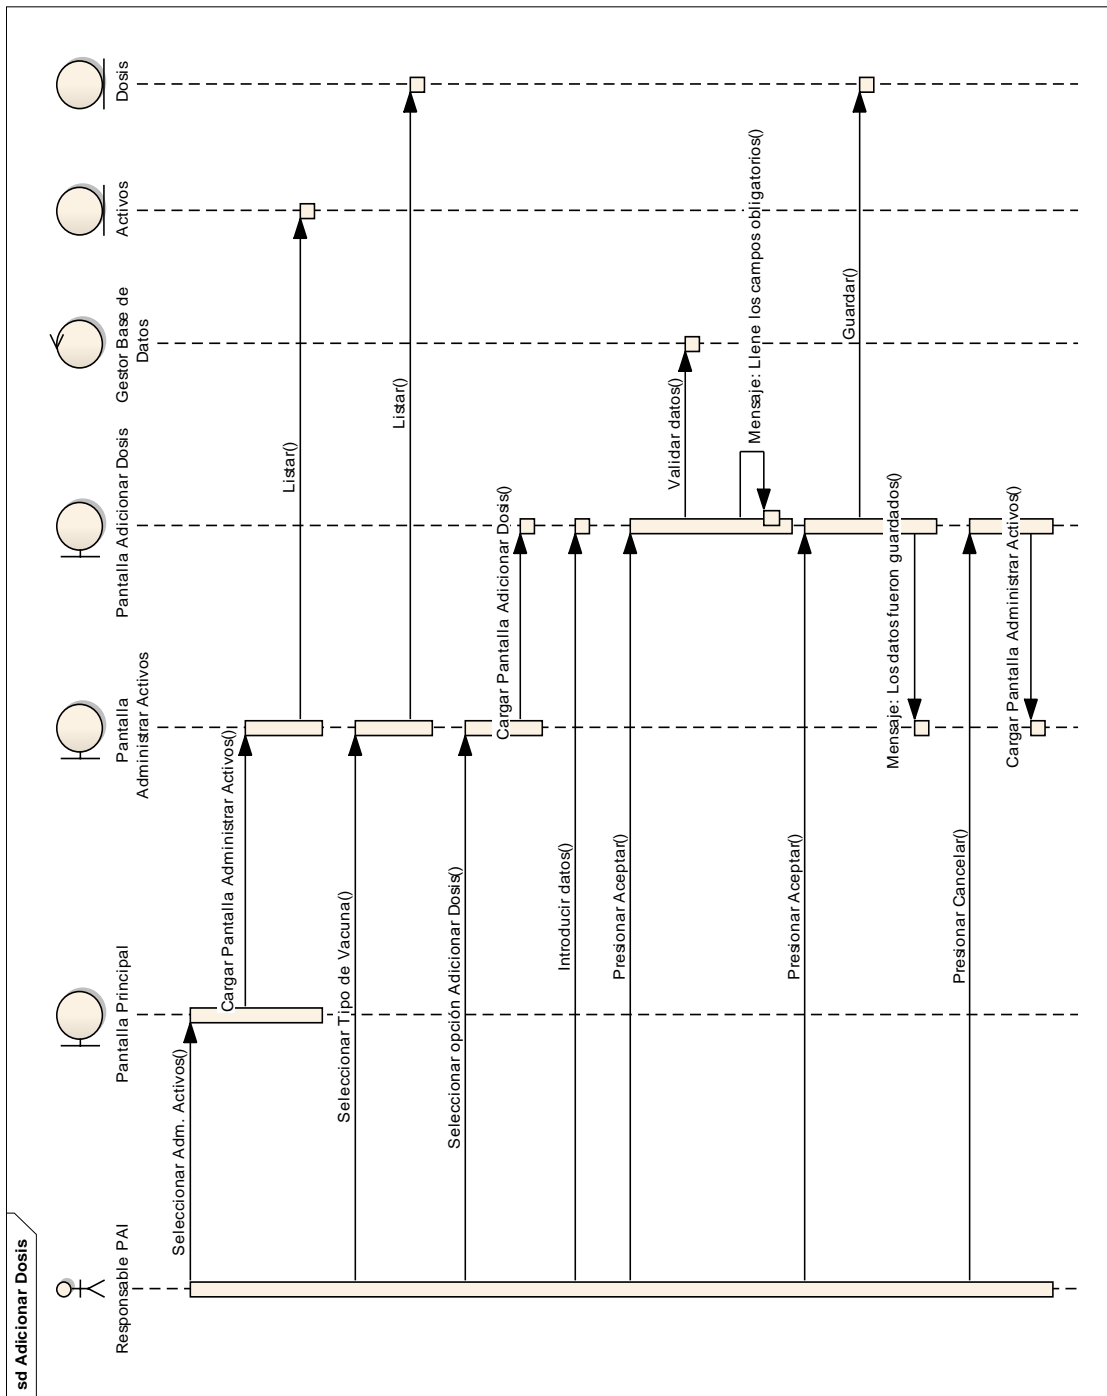 sd Adicionar Dosis
Responsable PAI
Pantalla Principal
Pantalla
Administrar Activos
Pantalla Adicionar Dosis
Gestor Base de
Datos
Activos
Dosis
Seleccionar Adm. Activos()
Cargar Pantalla Administrar Activos()
Listar()
Seleccionar Tipo de Vacuna()
Listar()
Seleccionar opción Adicionar Dosis()
Cargar Pantalla Adicionar Dosis()
Introducir datos()
Presionar Aceptar()
Validar datos()
Mensaje: Llene los campos obligatorios()
Presionar Aceptar()
Guardar()
Mensaje: Los datos fueron guardados()
Presionar Cancelar()
Cargar Pantalla Administrar Activos()